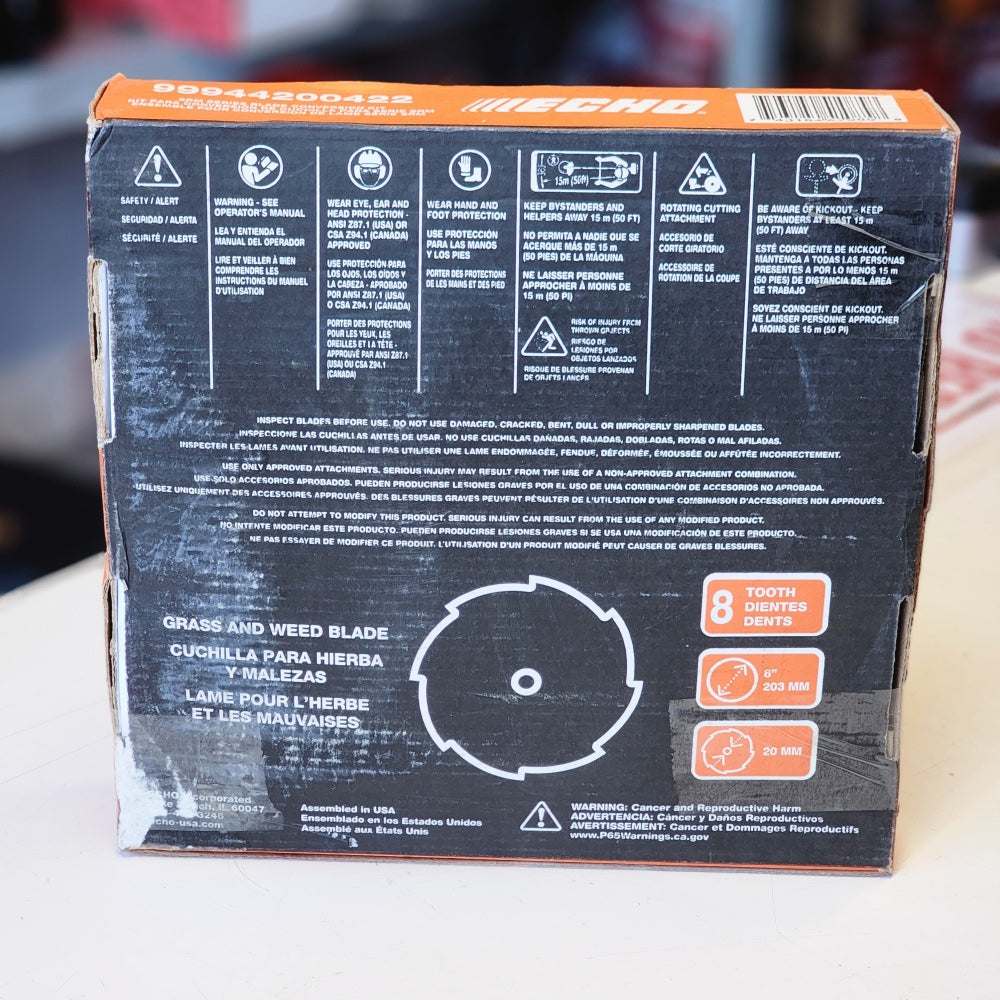 99944200422
ECHO
SAFETY / ALERT
SEGURIDAD / ALERTA
SÉCURITÉ / ALERTE
WARNING - SEE
OPERATOR'S MANUAL
LEA Y ENTIENDA EL
MANUAL DEL OPERADOR
LIRE ET VEILLER À BIEN
COMPRENDRE LES
INSTRUCTIONS DU MANUEL
D'UTILISATION
WEAR EYE, EAR AND
HEAD PROTECTION -
ANSI Z87.1 (USA) OR
CSA Z94.1 (CANADA)
APPROVED
USE PROTECCIÓN PARA
LOS OJOS, LOS OÍDOS Y
LA CABEZA - APROBADO
POR ANSI Z87.1 (USA)
O CSA Z94.1 (CANADA)
PORTER DES PROTECTIONS
POUR LES YEUX, LES
OREILLES ET LA TÊTE -
APPROUVÉ PAR ANSI Z87.1
(USA) OU CSA Z94.1
(CANADA)
WEAR HAND AND
FOOT PROTECTION
USE PROTECCIÓN
PARA LAS MANOS
Y LOS PIES
PORTER DES PROTECTIONS
DE LES MAINS ET DES PIED
15m (50ft)
KEEP BYSTANDERS AND
HELPERS AWAY 15 m (50 FT)
NO PERMITA A NADIE QUE SE
ACERQUE MÁS DE 15 m
(50 PIES) DE LA MÁQUINA
NE LAISSER PERSONNE
APPROCHER À MOINS DE
15 m (50 PI)
RISK OF INJURY FROM
THROWN OBJECTS
RIESGO DE
LESIONES POR
OBJETOS LANZADOS
RISQUE DE BLESSURE PROVENAN
DE OBJETS LANCÉS
ROTATING CUTTING
ATTACHMENT
ACCESORIO DE
CORTE GIRATORIO
ACCESSOIRE DE
ROTATION DE LA COUPE
BE AWARE OF KICKOUT - KEEP
BYSTANDERS AT LEAST 15 m
(50 FT) AWAY
ESTÉ CONSCIENTE DE KICKOUT.
MANTENGA A TODAS LAS PERSONAS
PRESENTES A POR LO MENOS 15 m
(50 PIES) DE DISTANCIA DEL ÁREA
DE TRABAJO
SOYEZ CONSCIENT DE KICKOUT.
NE LAISSER PERSONNE APPROCHER
À MOINS DE 15 m (50 PI)
INSPECT BLADES BEFORE USE. DO NOT USE DAMAGED, CRACKED, BENT, DULL OR IMPROPERLY SHARPENED BLADES.
INSPECCIONE LAS CUCHILLAS ANTES DE USAR. NO USE CUCHILLAS DAÑADAS, RAJADAS, DOBLADAS, ROTAS O MAL AFILADAS.
INSPECTER LES LAMES AVANT UTILISATION. NE PAS UTILISER UNE LAME ENDOMMAGÉE, FENDUE, DÉFORMÉE, ÉMOUSSÉE OU AFFÛTÉE INCORRECTEMENT.
USE ONLY APPROVED ATTACHMENTS. SERIOUS INJURY MAY RESULT FROM THE USE OF A NON-APPROVED ATTACHMENT COMBINATION.
USE SOLO ACCESORIOS APROBADOS. PUEDEN PRODUCIRSE LESIONES GRAVES POR EL USO DE UNA COMBINACIÓN DE ACCESORIOS NO APROBADA.
UTILISEZ UNIQUEMENT DES ACCESSOIRES APPROUVÉS. DES BLESSURES GRAVES PEUVENT RÉSULTER DE L'UTILISATION D'UNE COMBINAISON D'ACCESSOIRES NON APPROUVÉS.
DO NOT ATTEMPT TO MODIFY THIS PRODUCT. SERIOUS INJURY CAN RESULT FROM THE USE OF ANY MODIFIED PRODUCT.
NO INTENTE MODIFICAR ESTE PRODUCTO. PUEDEN PRODUCIRSE LESIONES GRAVES SI SE USA UNA MODIFICACIÓN DE ESTE PRODUCTO.
NE PAS ESSAYER DE MODIFIER CE PRODUIT. L'UTILISATION D'UN PRODUIT MODIFIÉ PEUT CAUSER DE GRAVES BLESSURES.
GRASS AND WEED BLADE
CUCHILLA PARA HIERBA
Y MALEZAS
LAME POUR L'HERBE
ET LES MAUVAISES
8 TOOTH
DIENTES
DENTS
8"
203 MM
20 MM
IL 60047
Assembled in USA
Ensamblado en los Estados Unidos
Assemblé aux États Unis
WARNING: Cancer and Reproductive Harm
ADVERTENCIA: Cáncer y Daños Reproductivos
AVERTISSEMENT: Cancer et Dommages Reproductifs
www.P65Warnings.ca.gov